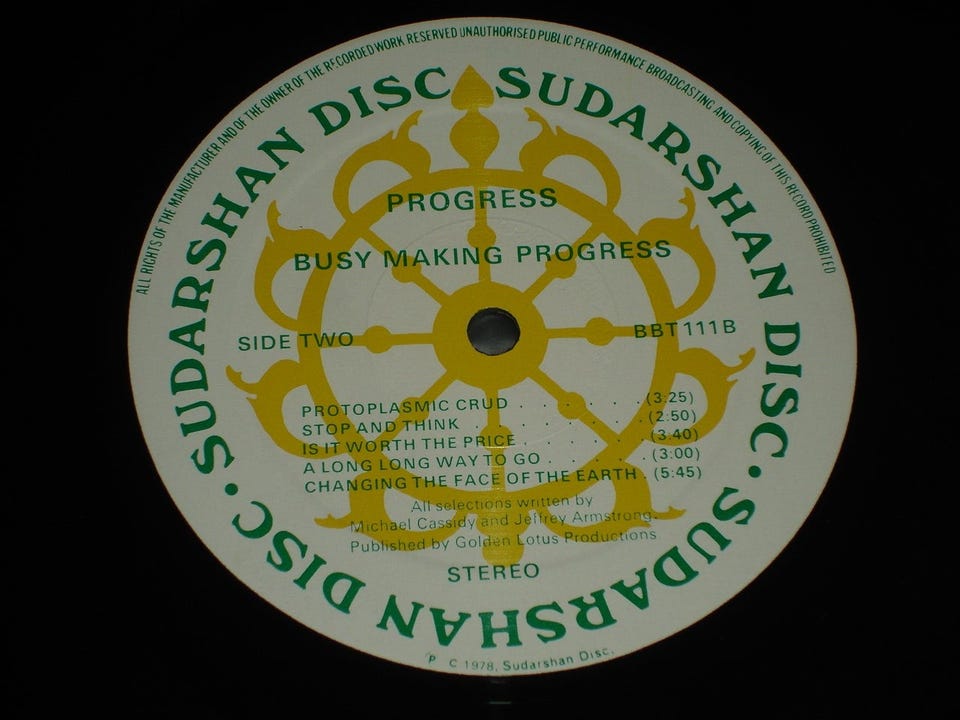 ALL RIGHTS OF THE MANUFACTURER AND OF THE OWNER OF THE RECORDED WORK RESERVED UNAUTHORISED PUBLIC PERFORMANCE BROADCASTING AND COPYING OF THIS RECORD PROHIBITED
SUDARSHAN DISC · SUDARSHAN DISC · SUDARSHAN DISC ·
PROGRESS
BUSY MAKING PROGRESS
SIDE TWO BBT 111B
PROTOPLASMIC CRUD . . . . . . . (3:25)
STOP AND THINK . . . . . . . (2:50)
IS IT WORTH THE PRICE . . . . . . . (3:40)
A LONG LONG WAY TO GO . . . . . . (3:00)
CHANGING THE FACE OF THE EARTH . (5:45)
All selections written by
Michael Cassidy and Jeffrey Armstrong.
Published by Golden Lotus Productions
STEREO
P C 1978, Sudarshan Disc.